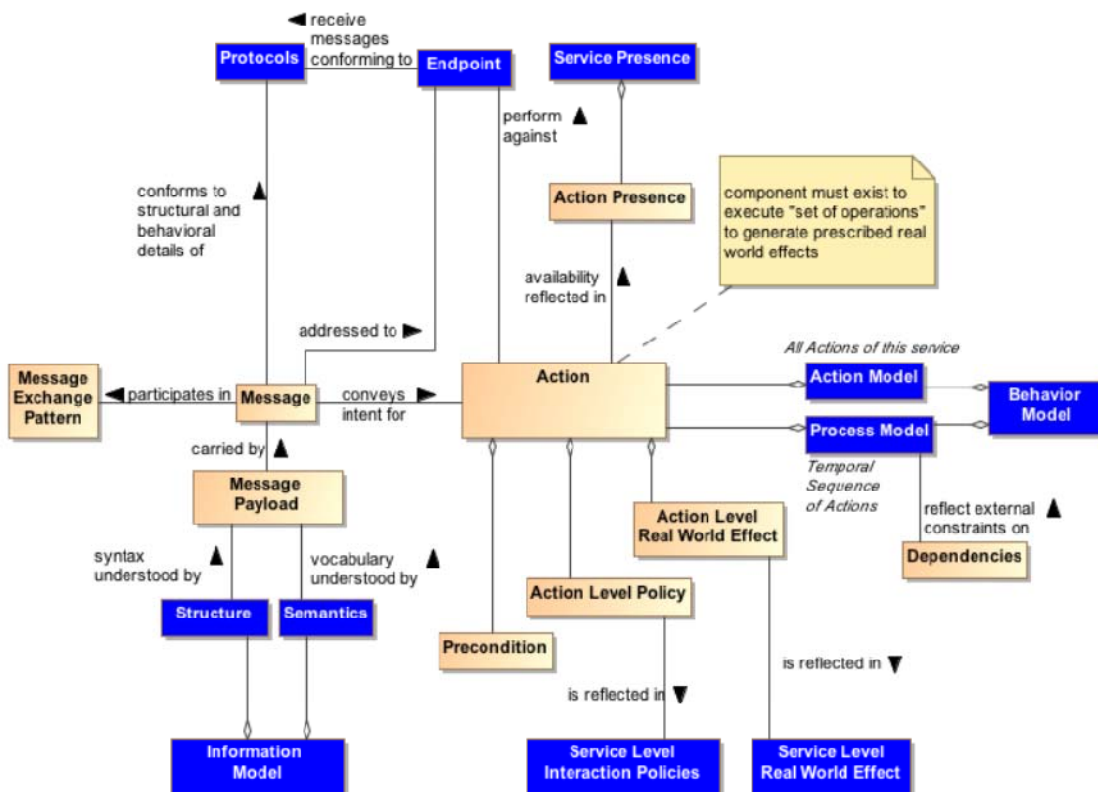 receive
messages
conforming to
Protocols
Endpoint
Service Presence
perform
against
component must exist to
execute "set of operations"
to generate prescribed real
world effects
conforms to
structural and
behavioral
details of
Action Presence
availability
reflected in
addressed to
All Actions of this service
Message
Exchange
Pattern
participates in
Message
conveys
intent for
Action
Action Model
Behavior
Model
Process Model
carried by
Temporal
Sequence
of Actions
Message
Payload
Action Level
Real World Effect
reflect external
constraints on
syntax
understood by
vocabulary
understood by
Dependencies
Action Level Policy
Structure
Semantics
Precondition
is reflected in
is reflected in
Information
Model
Service Level
Interaction Policies
Service Level
Real World Effect